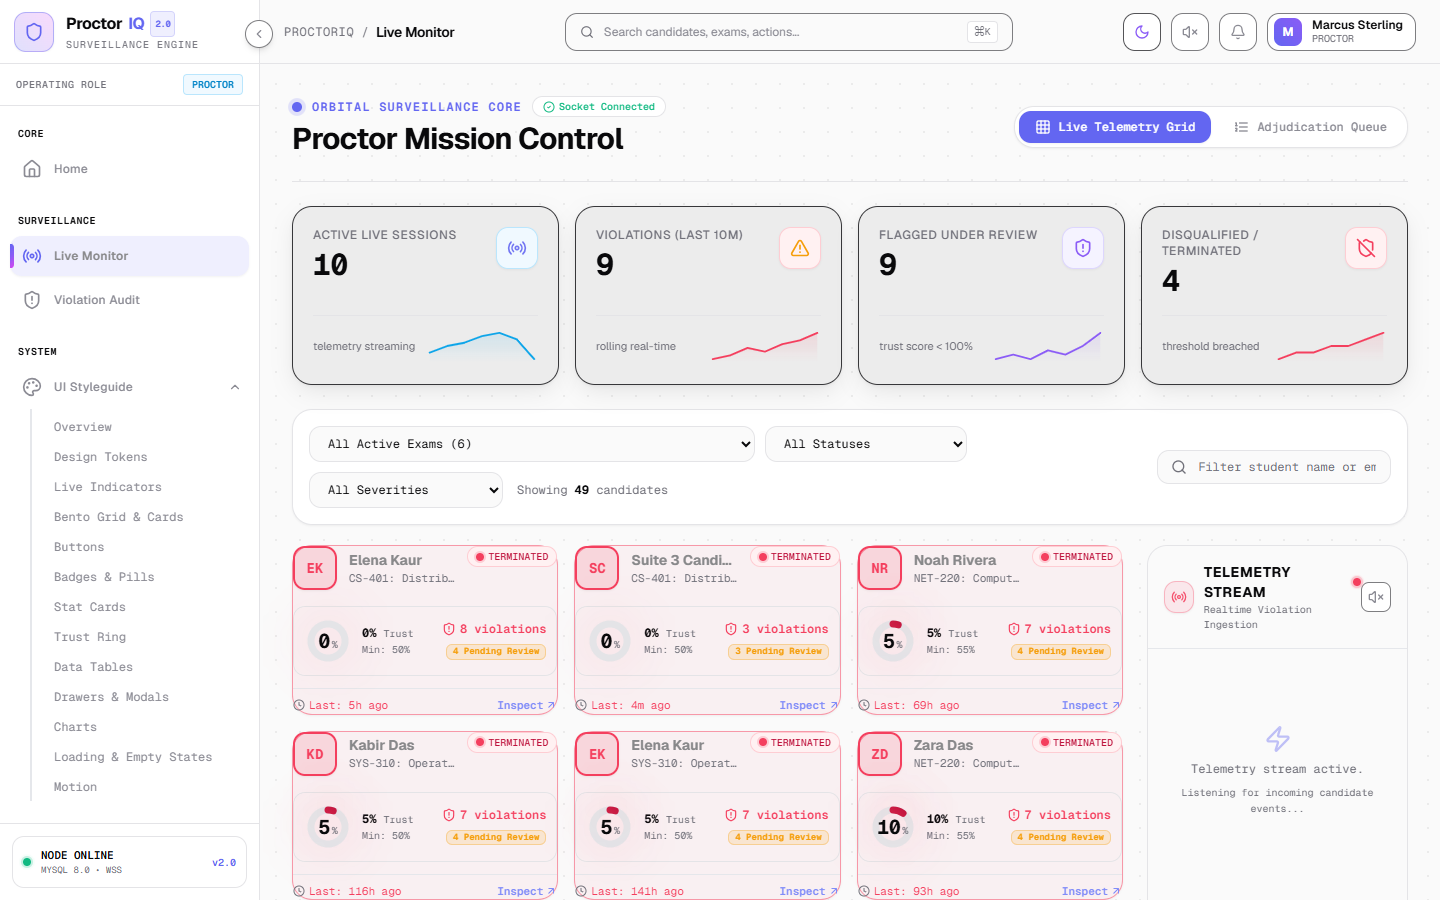 Proctor IQ 2.0
SURVEILLANCE ENGINE
OPERATING ROLE
PROCTOR
CORE
Home
SURVEILLANCE
Live Monitor
Violation Audit
SYSTEM
UI Styleguide
Overview
Design Tokens
Live Indicators
Bento Grid & Cards
Buttons
Badges & Pills
Stat Cards
Trust Ring
Data Tables
Drawers & Modals
Charts
Loading & Empty States
Motion
NODE ONLINE
MYSQL 8.0 • WSS
v2.0
PROCTORIQ / Live Monitor
Search candidates, exams, actions...
⌘K
M
Marcus Sterling
PROCTOR
ORBITAL SURVEILLANCE CORE
Socket Connected
Proctor Mission Control
Live Telemetry Grid
Adjudication Queue
ACTIVE LIVE SESSIONS
10
telemetry streaming
VIOLATIONS (LAST 10M)
9
rolling real-time
FLAGGED UNDER REVIEW
9
trust score < 100%
DISQUALIFIED /
TERMINATED
4
threshold breached
All Active Exams (6)
All Statuses
All Severities
Showing 49 candidates
Filter student name or em
EK
Elena Kaur
TERMINATED
CS-401: Distrib…
0%
0% Trust
Min: 50%
8 violations
4 Pending Review
Last: 5h ago
Inspect ↗
SC
Suite 3 Candi…
TERMINATED
CS-401: Distrib…
0%
0% Trust
Min: 50%
3 violations
3 Pending Review
Last: 4m ago
Inspect ↗
NR
Noah Rivera
TERMINATED
NET-220: Comput…
5%
5% Trust
Min: 55%
7 violations
4 Pending Review
Last: 69h ago
Inspect ↗
KD
Kabir Das
TERMINATED
SYS-310: Operat…
5%
5% Trust
Min: 50%
7 violations
4 Pending Review
Last: 116h ago
Inspect ↗
EK
Elena Kaur
TERMINATED
SYS-310: Operat…
5%
5% Trust
Min: 50%
7 violations
4 Pending Review
Last: 141h ago
Inspect ↗
ZD
Zara Das
TERMINATED
NET-220: Comput…
10%
10% Trust
Min: 55%
7 violations
4 Pending Review
Last: 93h ago
Inspect ↗
TELEMETRY
STREAM
Realtime Violation
Ingestion
Telemetry stream active.
Listening for incoming candidate
events...